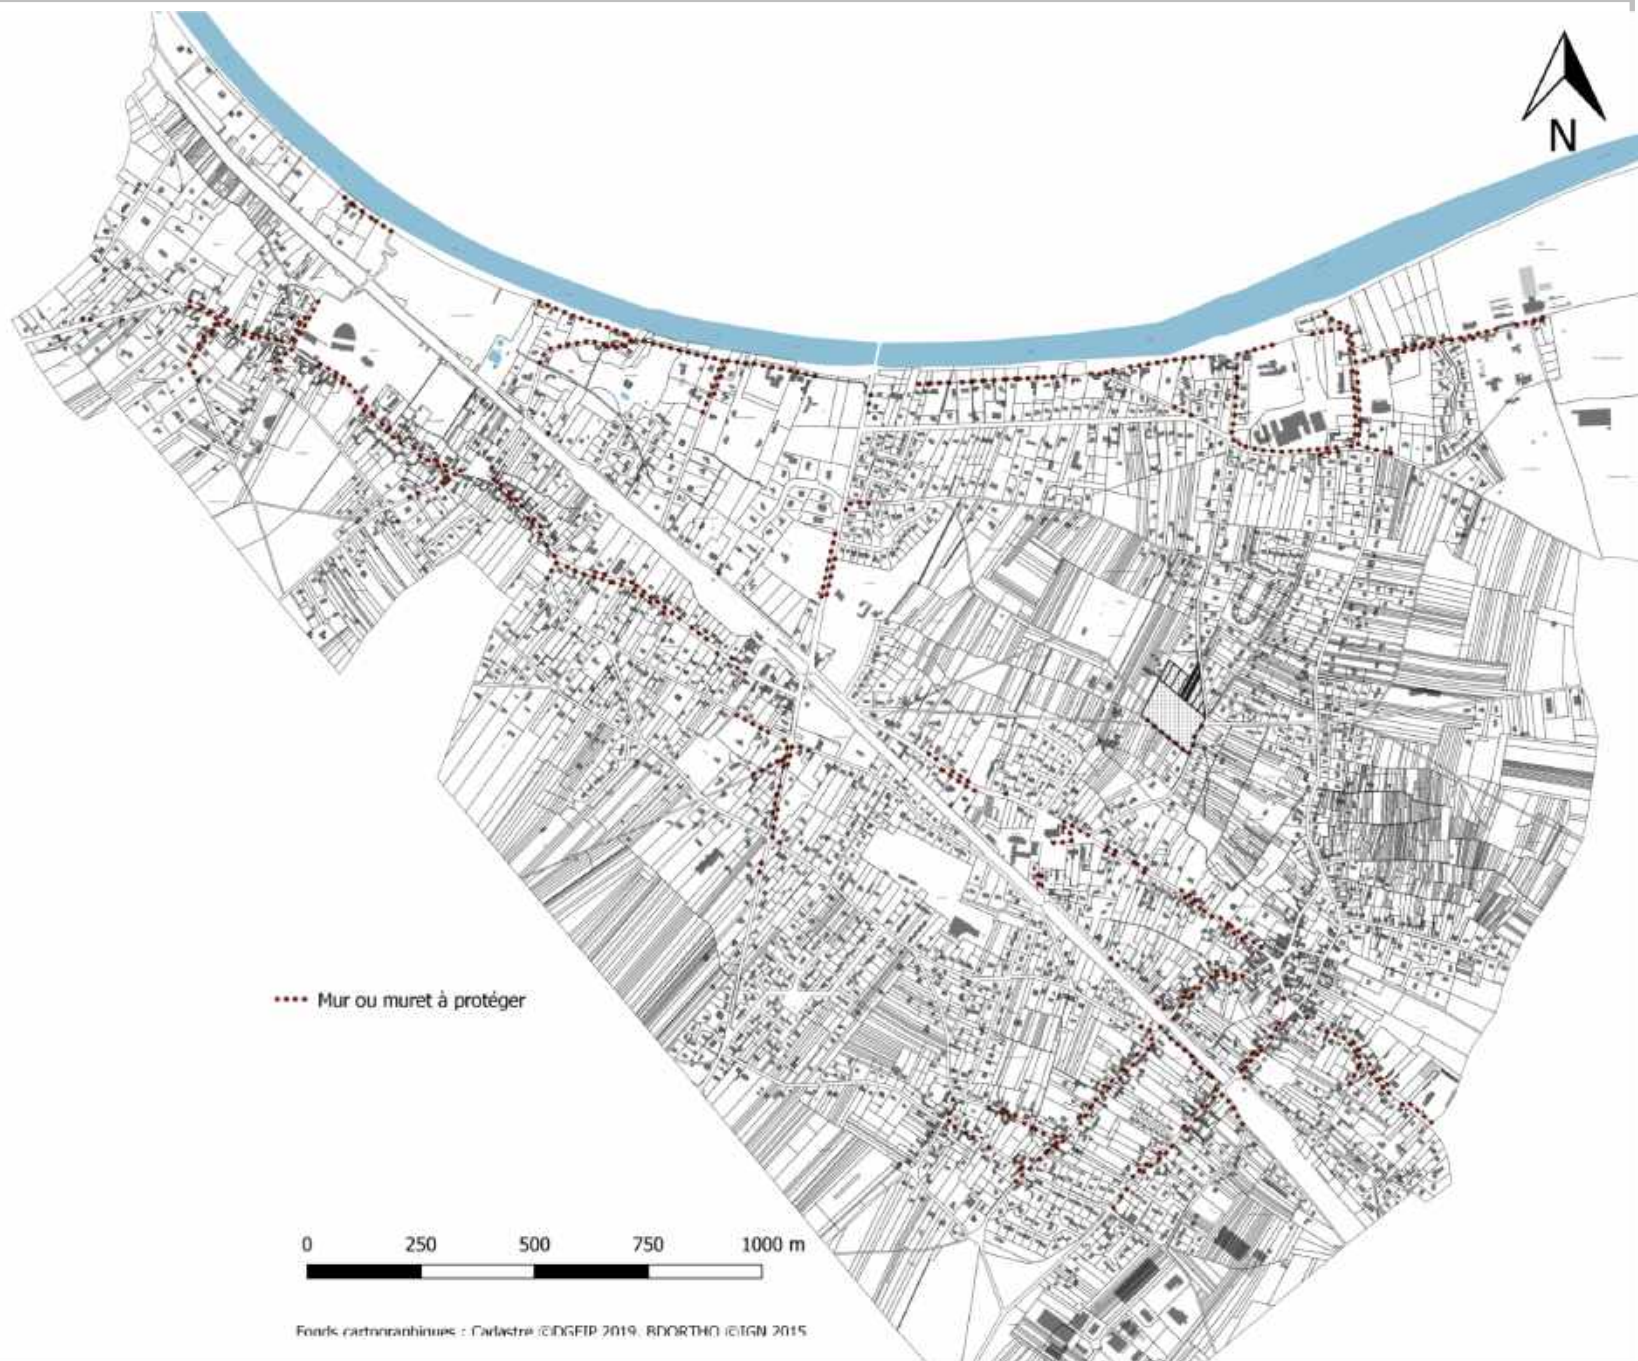 N
Mur ou muret à protéger
0 250 500 750 1000 m
Fonds cartographiques : Cadastre ©DGFIP 2019, BDORTHO ©IGN 2015